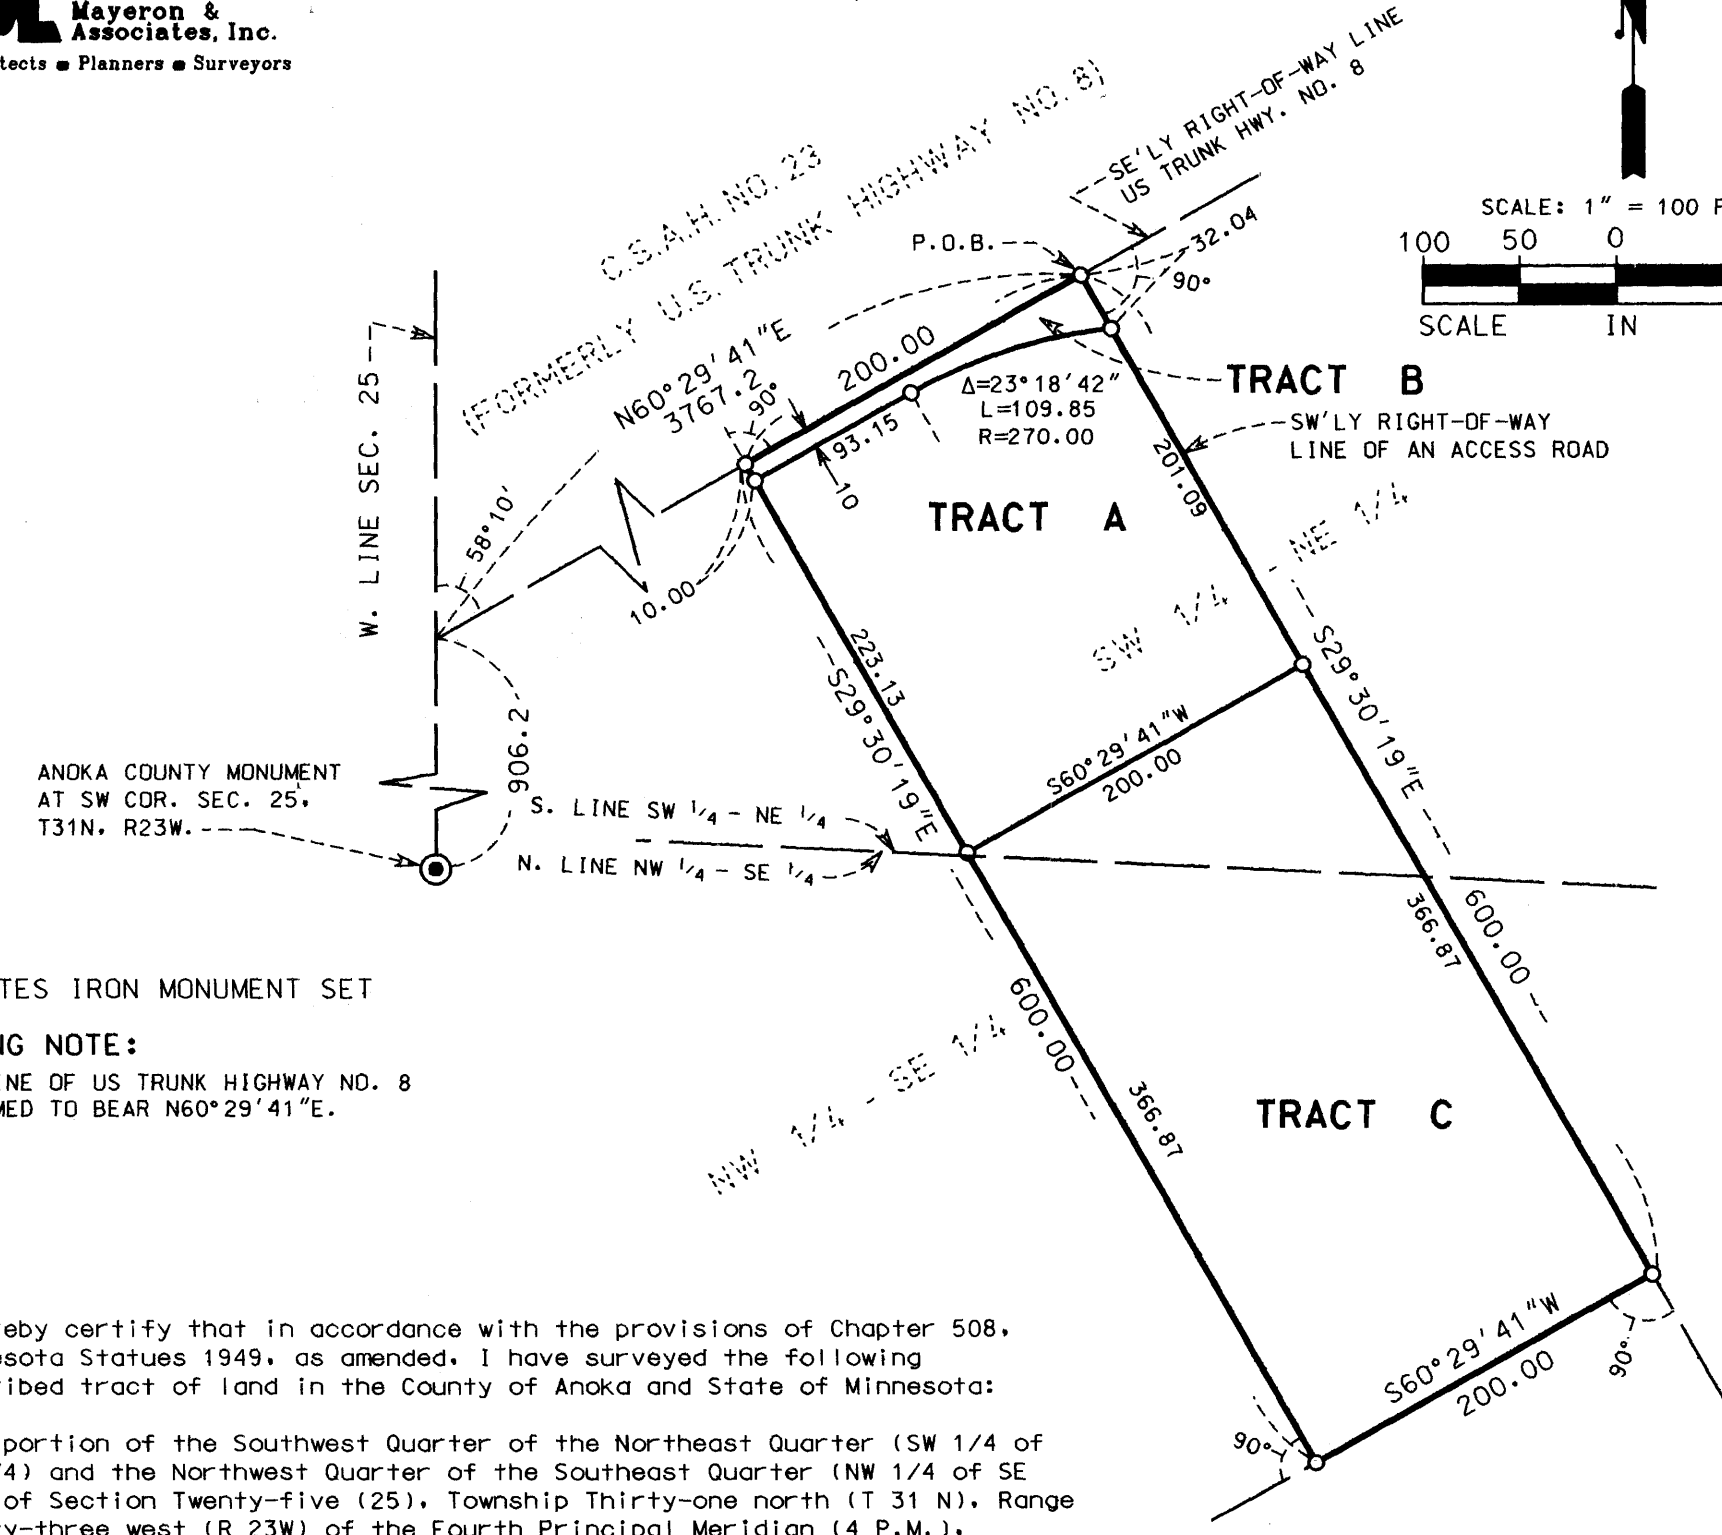 Mayeron &
Associates, Inc.
tects ■ Planners ■ Surveyors
SE'LY RIGHT-OF-WAY LINE
US TRUNK HWY. NO. 8
C.S.A.H. NO. 23
(FORMERLY U.S. TRUNK HIGHWAY NO. 8)
SCALE: 1" = 100 F
100 50 0
SCALE IN
P.O.B.
32.04
90°
N60°29'41"E
3767.2
90°
200.00
TRACT B
Δ=23°18'42"
L=109.85
R=270.00
93.15
10
SW'LY RIGHT-OF-WAY
LINE OF AN ACCESS ROAD
201.09
W. LINE SEC. 25
58°10'
10.00
TRACT A
SW 1/4 - NE 1/4
223.13
S29°30'19"E
S29°30'19"E
S60°29'41"W
200.00
906.2
ANOKA COUNTY MONUMENT
AT SW COR. SEC. 25,
T31N, R23W.
S. LINE SW 1/4 - NE 1/4
N. LINE NW 1/4 - SE 1/4
366.87
600.00
600.00
366.87
TES IRON MONUMENT SET
NG NOTE:
INE OF US TRUNK HIGHWAY NO. 8
MED TO BEAR N60°29'41"E.
NW 1/4 - SE 1/4
TRACT C
S60°29'41"W
200.00
90°
90°
eby certify that in accordance with the provisions of Chapter 508,
esota Statues 1949, as amended, I have surveyed the following
ibed tract of land in the County of Anoka and State of Minnesota:
portion of the Southwest Quarter of the Northeast Quarter (SW 1/4 of
/4) and the Northwest Quarter of the Southeast Quarter (NW 1/4 of SE
of Section Twenty-five (25), Township Thirty-one north (T 31 N), Range
y-three west (R 23W) of the Fourth Principal Meridian (4 P.M.),